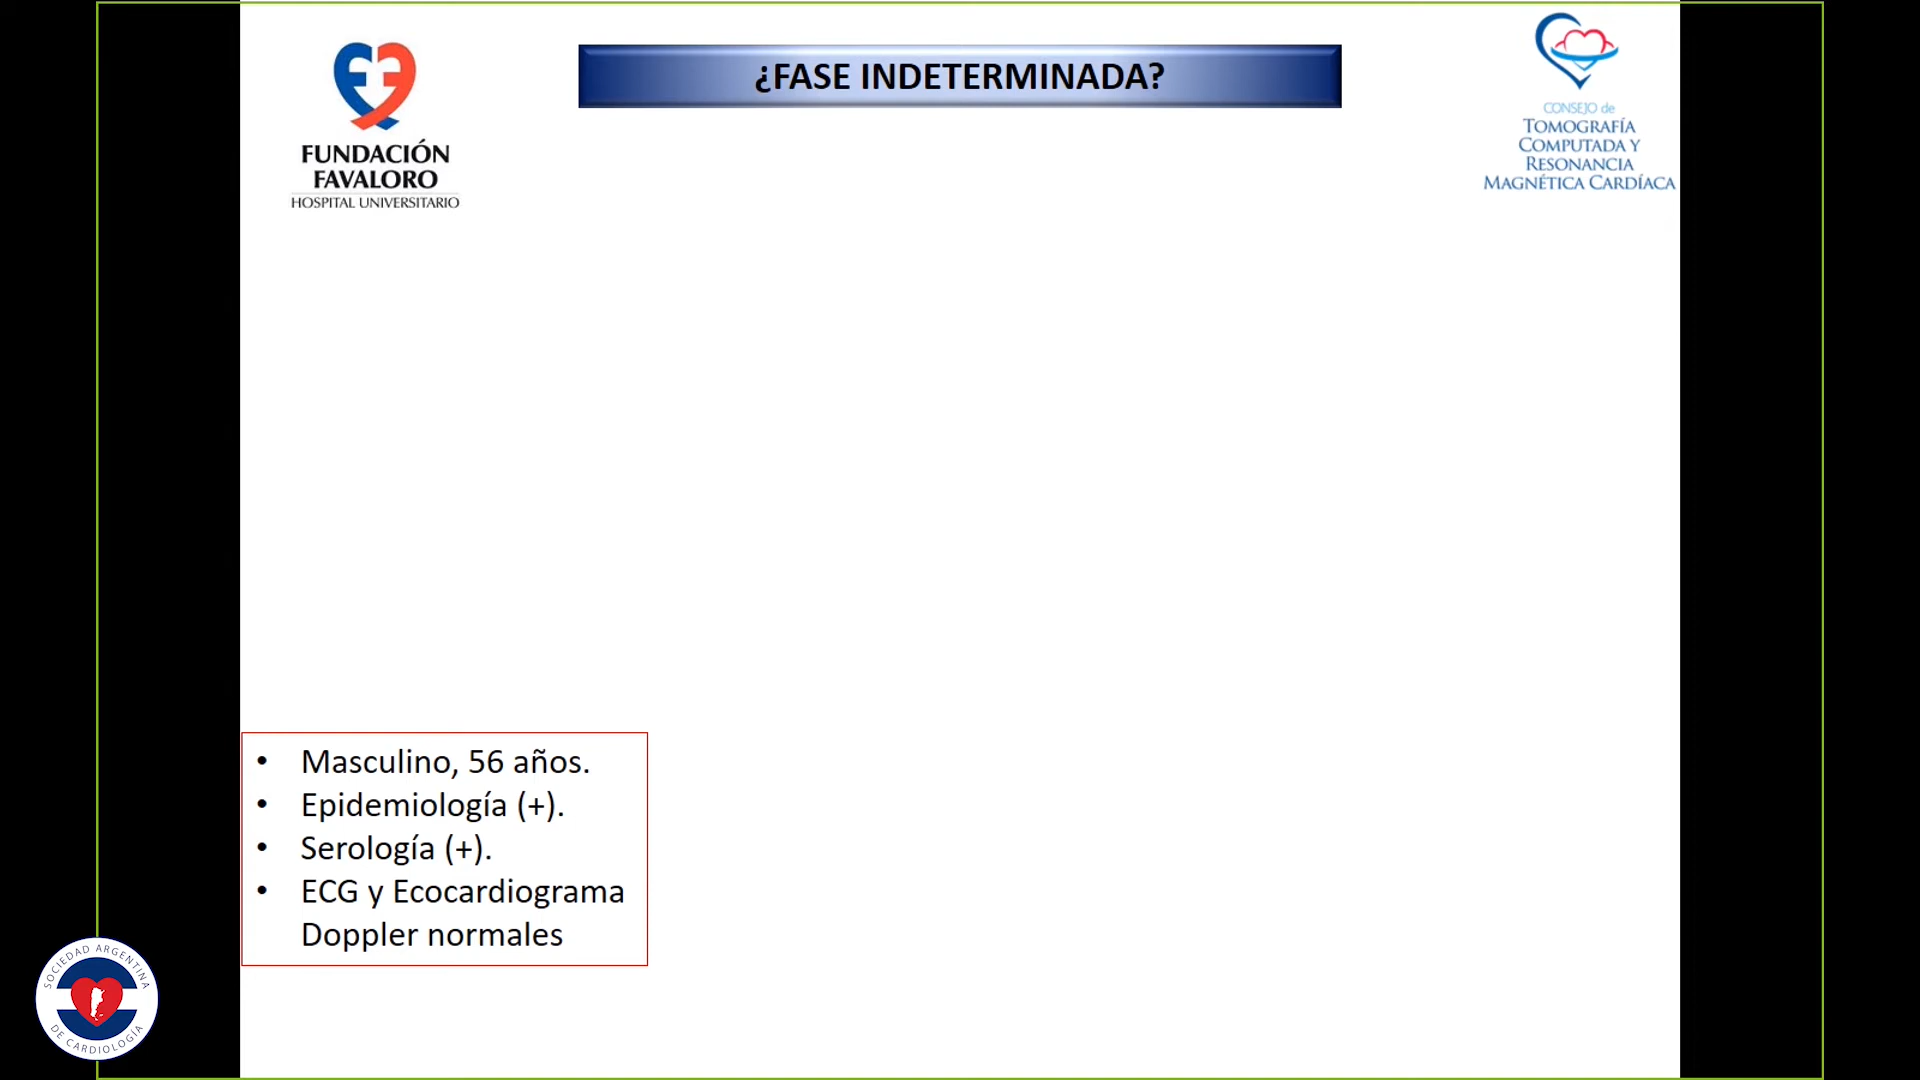 ¿FASE INDETERMINADA?
FUNDACIÓN
FAVALORO
HOSPITAL UNIVERSITARIO
CONSEJO de
TOMOGRAFÍA
COMPUTADA Y
RESONANCIA
MAGNÉTICA CARDÍACA
• Masculino, 56 años.
• Epidemiología (+).
• Serología (+).
• ECG y Ecocardiograma
Doppler normales
SOCIEDAD ARGENTINA
DE CARDIOLOGÍA